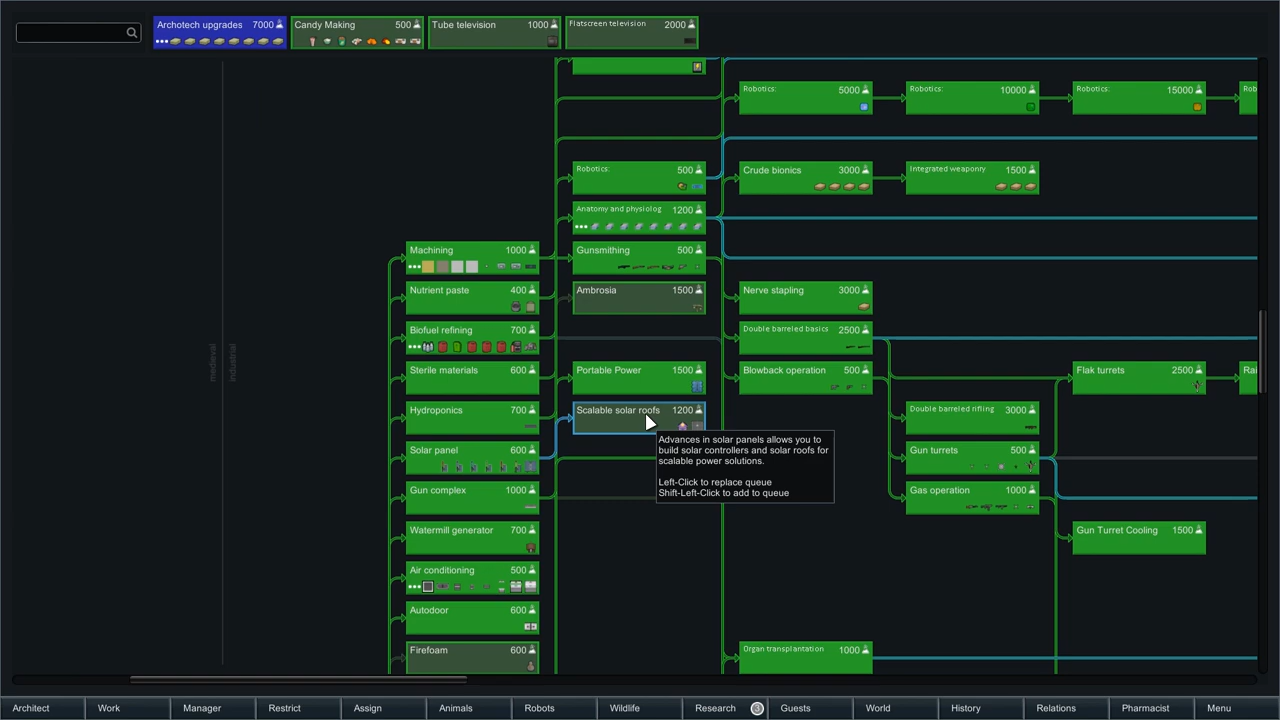 Archotech upgrades 7000
Candy Making 500
Tube television 1000
Flatscreen television 2000
Robotics: 5000
Robotics: 10000
Robotics: 15000
Rob
Robotics: 500
Crude bionics 3000
Integrated weaponry 1500
Anatomy and physiolog 1200
Machining 1000
Gunsmithing 500
Nutrient paste 400
Ambrosia 1500
Nerve stapling 3000
Biofuel refining 700
Double barreled basics 2500
Sterile materials 600
Portable Power 1500
Blowback operation 500
Flak turrets 2500
Rai
medieval
industrial
Hydroponics 700
Scalable solar roofs 1200
Double barreled rifling 3000
Advances in solar panels allows you to
build solar controllers and solar roofs for
scalable power solutions.
Left-Click to replace queue
Shift-Left-Click to add to queue
Solar panel 600
Gun turrets 500
Gun complex 1000
Gas operation 1000
Watermill generator 700
Gun Turret Cooling 1500
Air conditioning 500
Autodoor 600
Firefoam 600
Organ transplantation 1000
Architect
Work
Manager
Restrict
Assign
Animals
Robots
Wildlife
Research
3
Guests
World
History
Factions
Relations
Pharmacist
Menu